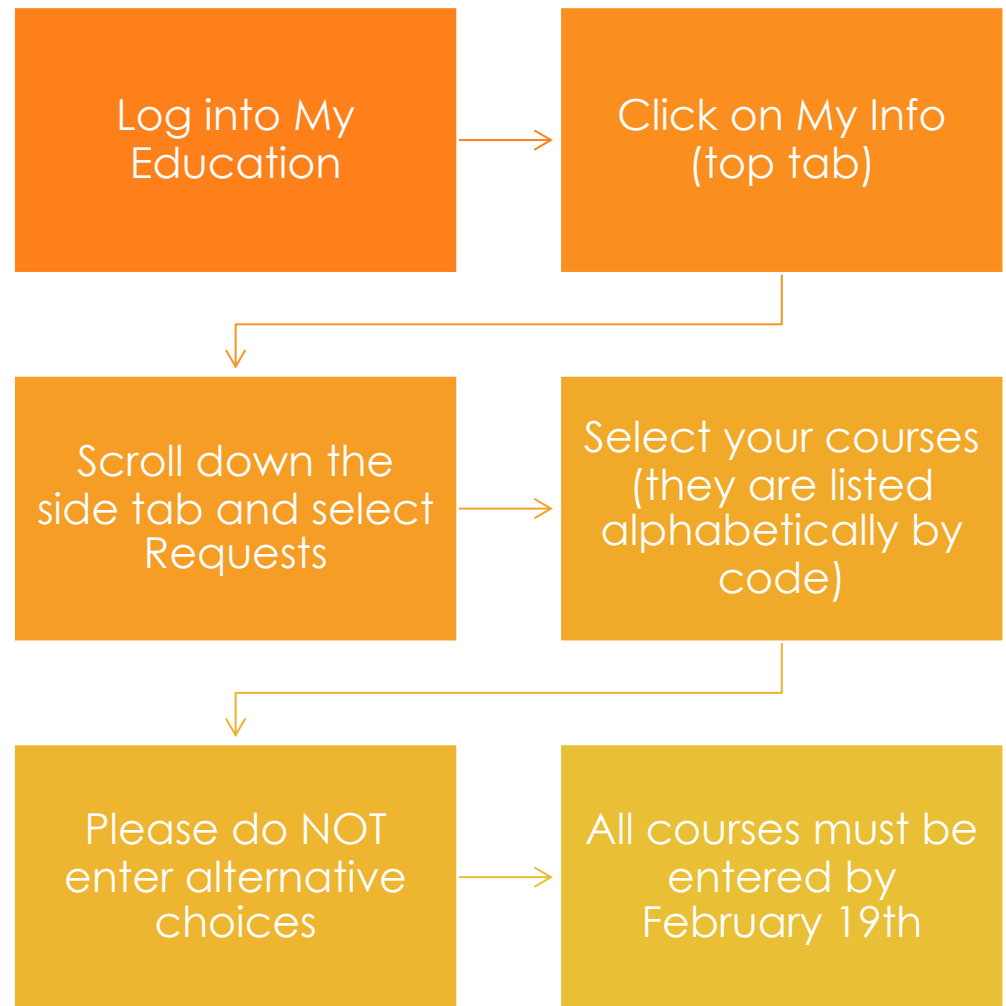 Log into My
Education
Click on My Info
(top tab)
Scroll down the
side tab and select
Requests
Select your courses
(they are listed
alphabetically by
code)
Please do NOT
enter alternative
choices
All courses must be
entered by
February 19th